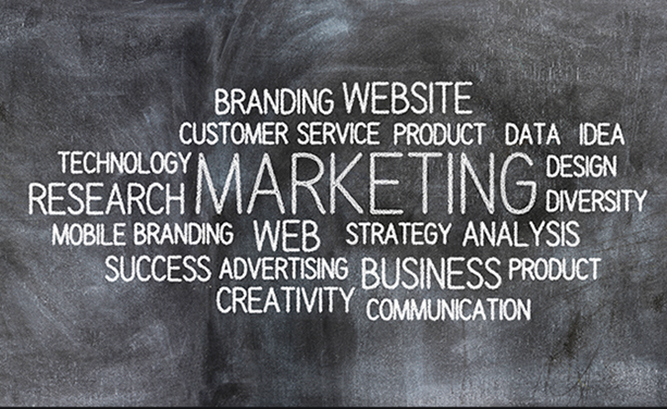 BRANDING WEBSITE
CUSTOMER SERVICE PRODUCT DATA IDEA
TECHNOLOGY MARKETING DESIGN
RESEARCH DIVERSITY
MOBILE BRANDING WEB STRATEGY ANALYSIS
SUCCESS ADVERTISING BUSINESS PRODUCT
CREATIVITY COMMUNICATION